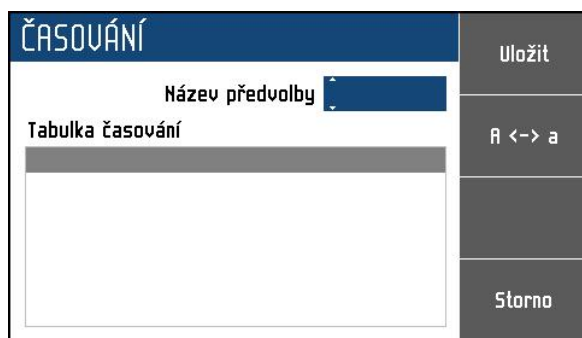 ČASOVÁNÍ
Název předvolby
Tabulka časování
Uložit
A <-> a
Storno